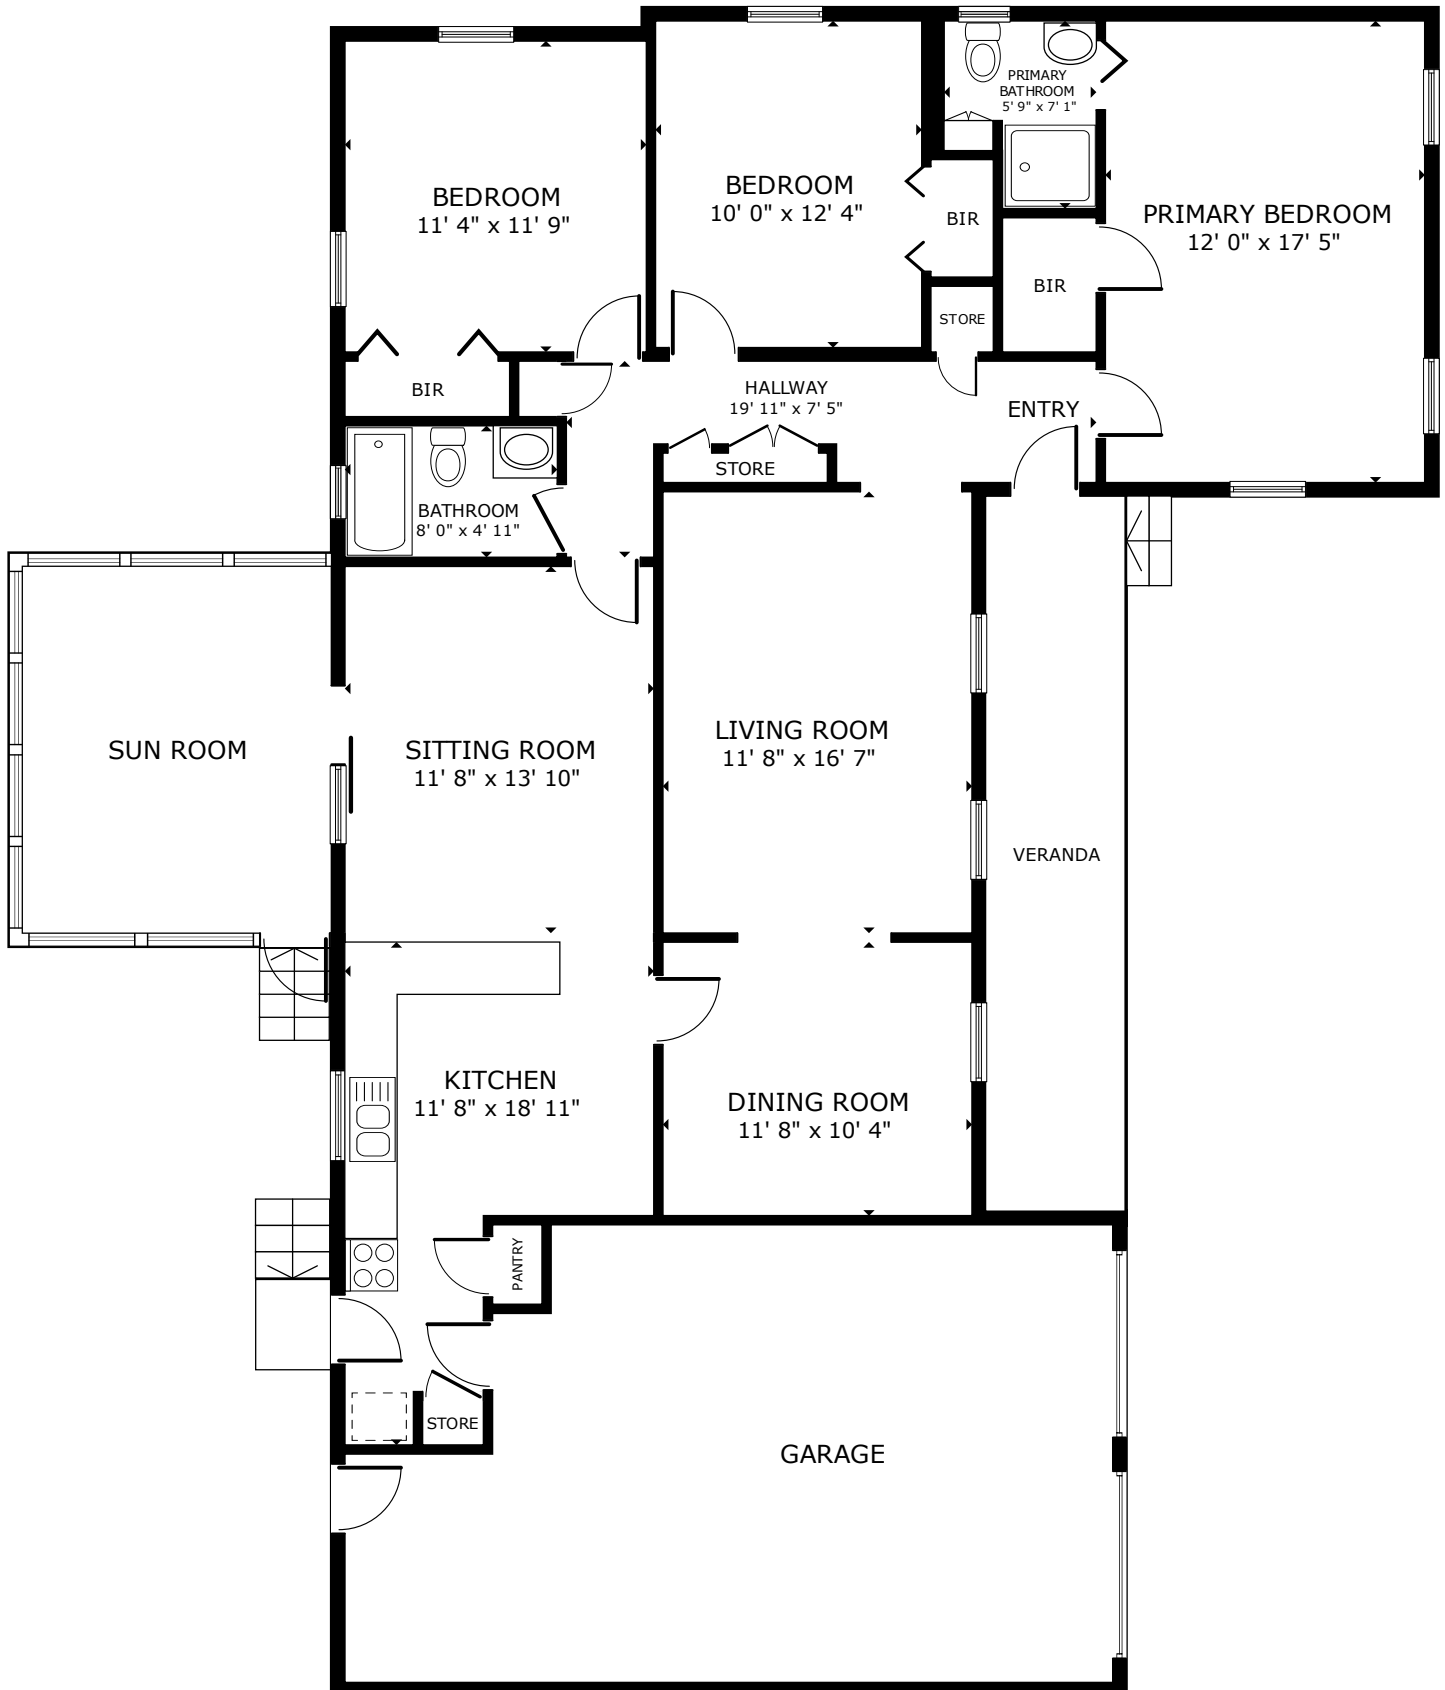 PRIMARY
BATHROOM
5' 9" x 7' 1"
BEDROOM
11' 4" x 11' 9"
BEDROOM
10' 0" x 12' 4"
BIR
PRIMARY BEDROOM
12' 0" x 17' 5"
BIR
STORE
BIR
HALLWAY
19' 11" x 7' 5"
ENTRY
STORE
BATHROOM
8' 0" x 4' 11"
SUN ROOM
SITTING ROOM
11' 8" x 13' 10"
LIVING ROOM
11' 8" x 16' 7"
VERANDA
KITCHEN
11' 8" x 18' 11"
DINING ROOM
11' 8" x 10' 4"
PANTRY
STORE
GARAGE